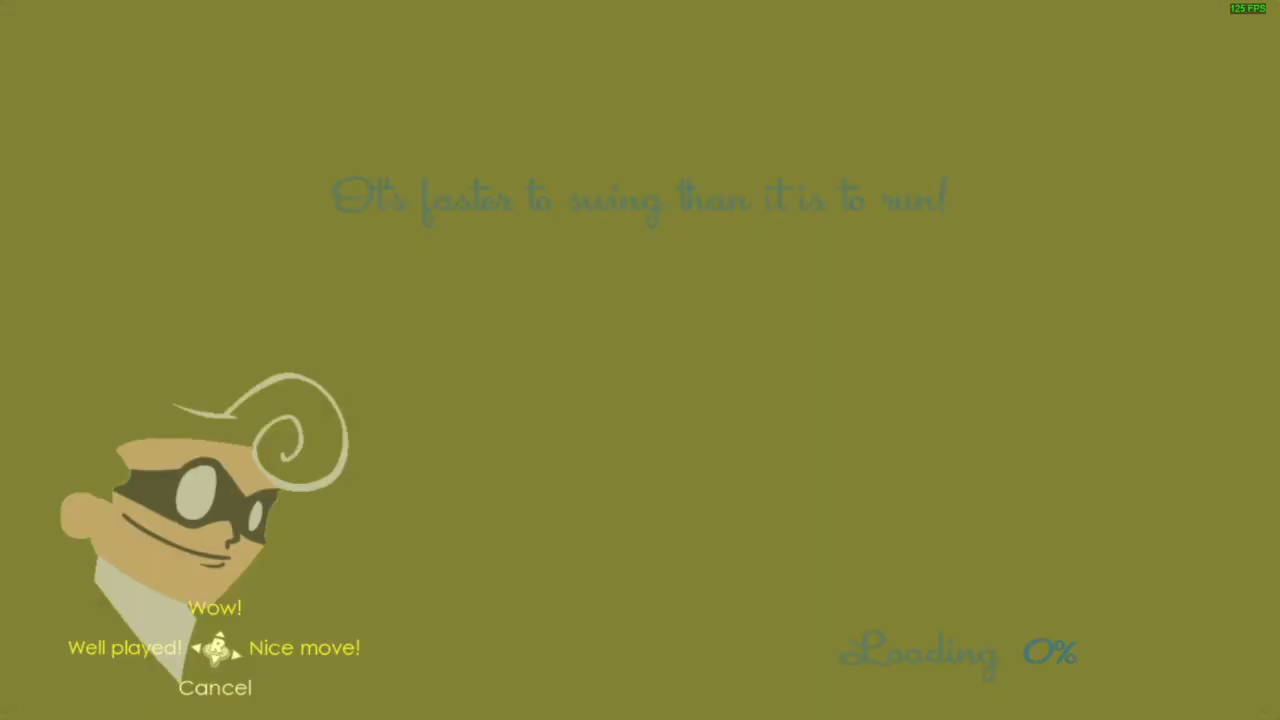 125 FPS
It's faster to swing than it is to run!
Wow!
Well played! R Nice move!
Cancel
Loading 0%